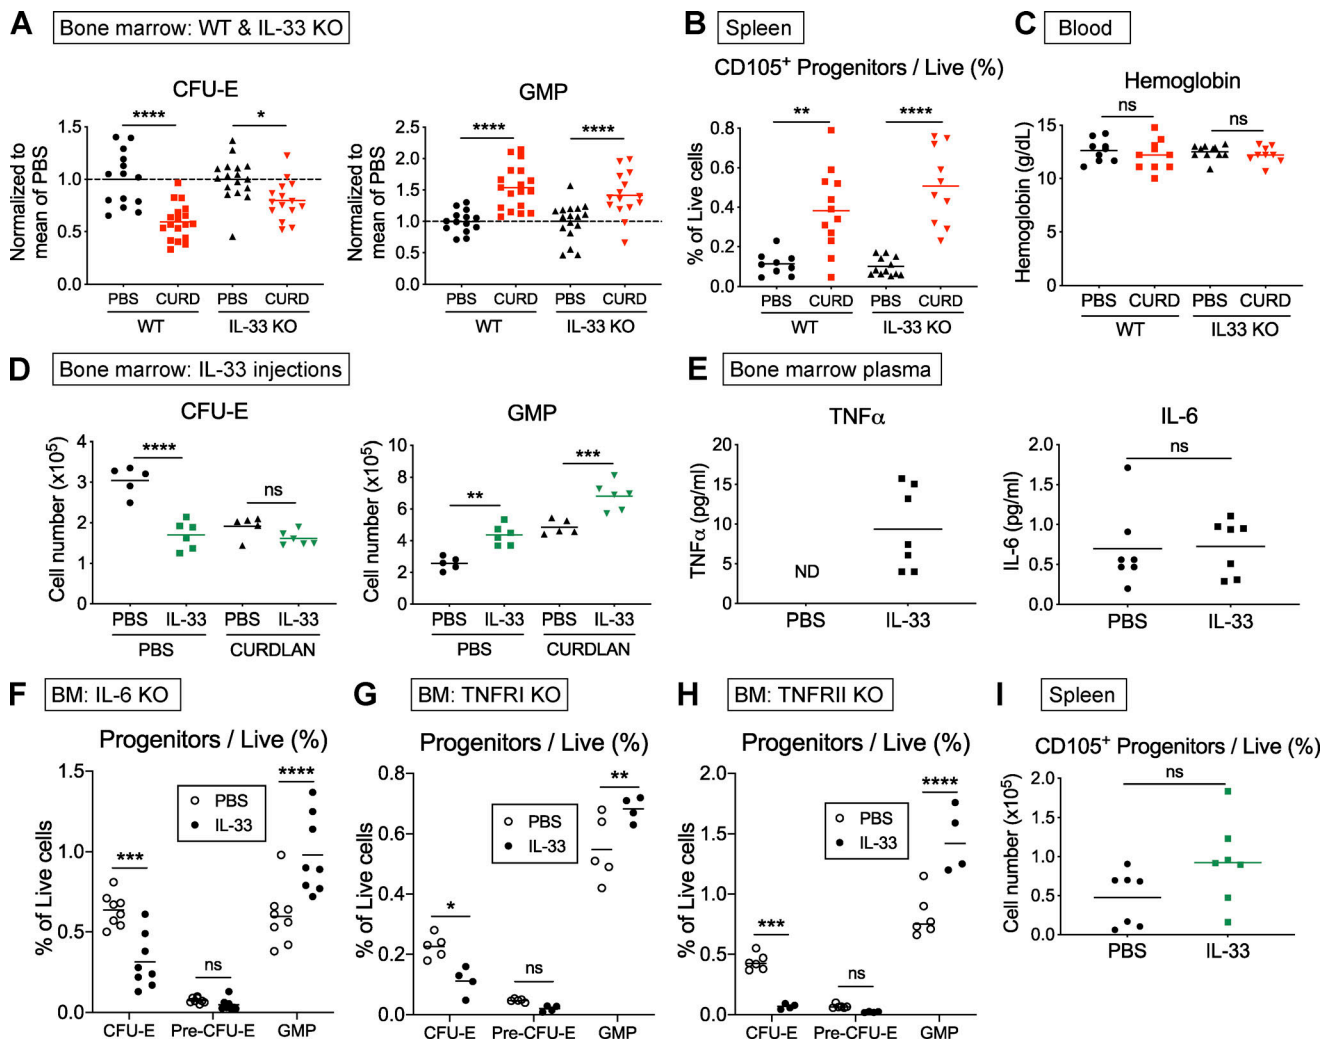 A Bone marrow: WT & IL-33 KO
CFU-E
Normalized to
mean of PBS
1.5
1.0
0.5
0.0
****
*
PBS CURD PBS CURD
WT IL-33 KO
GMP
Normalized to
mean of PBS
2.5
2.0
1.5
1.0
0.5
0.0
****
****
PBS CURD PBS CURD
WT IL-33 KO
B Spleen
CD105+ Progenitors / Live (%)
% of Live cells
0.8
0.6
0.4
0.2
0.0
**
****
PBS CURD PBS CURD
WT IL-33 KO
C Blood
Hemoglobin
Hemoglobin (g/dL)
15
10
5
0
ns
ns
PBS CURD PBS CURD
WT IL33 KO
D Bone marrow: IL-33 injections
CFU-E
Cell number (x10⁵)
4
3
2
1
0
****
ns
PBS IL-33 PBS IL-33
PBS CURDLAN
GMP
Cell number (x10⁵)
10
8
6
4
2
0
**
***
PBS IL-33 PBS IL-33
PBS CURDLAN
E Bone marrow plasma
TNFα
TNFα (pg/ml)
20
15
10
5
0
ND
PBS IL-33
IL-6
IL-6 (pg/ml)
2.0
1.5
1.0
0.5
0.0
ns
PBS IL-33
F BM: IL-6 KO
Progenitors / Live (%)
% of Live cells
1.5
1.0
0.5
0.0
PBS
IL-33
***
ns
****
CFU-E Pre-CFU-E GMP
G BM: TNFRI KO
Progenitors / Live (%)
% of Live cells
0.8
0.6
0.4
0.2
0.0
PBS
IL-33
*
ns
**
CFU-E Pre-CFU-E GMP
H BM: TNFRII KO
Progenitors / Live (%)
% of Live cells
2.0
1.5
1.0
0.5
0.0
PBS
IL-33
***
ns
****
CFU-E Pre-CFU-E GMP
I Spleen
CD105+ Progenitors / Live (%)
Cell number (x10⁵)
2.0
1.5
1.0
0.5
0.0
ns
PBS IL-33